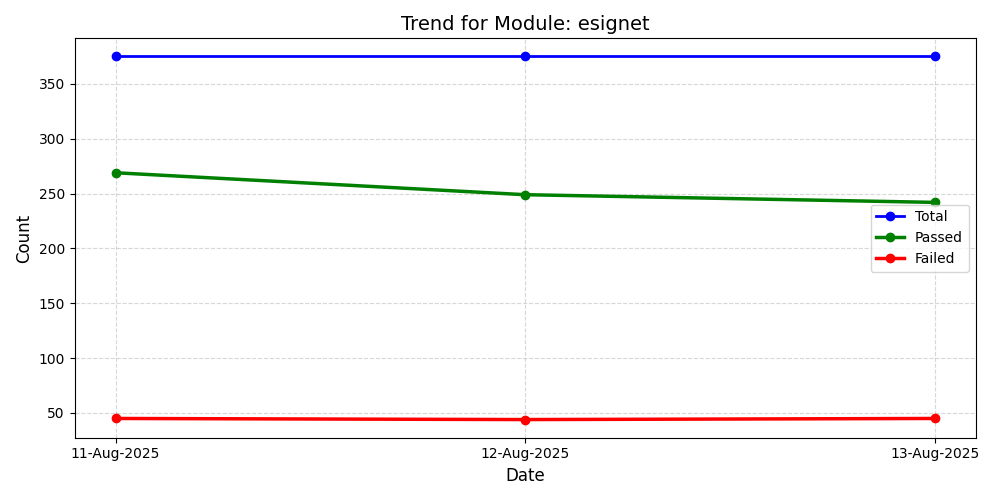 Trend for Module: esignet
Count
350
300
250
200
150
100
50
Total
Passed
Failed
11-Aug-2025
12-Aug-2025
13-Aug-2025
Date